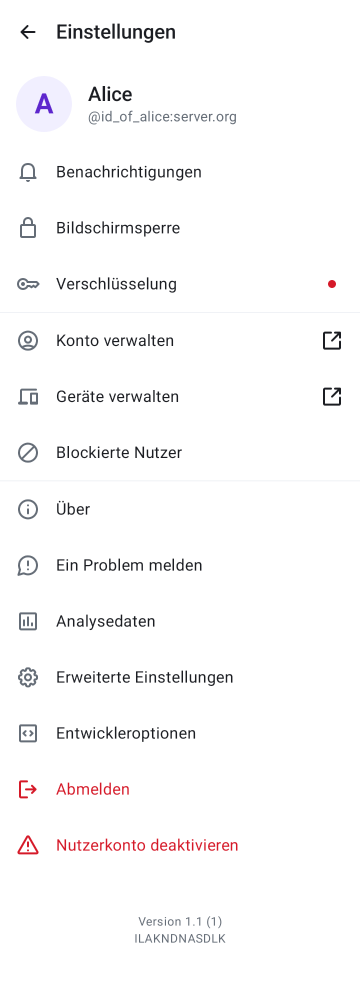 Einstellungen
A
Alice
@id_of_alice:server.org
Benachrichtigungen
Bildschirmsperre
Verschlüsselung
Konto verwalten
Geräte verwalten
Blockierte Nutzer
Über
Ein Problem melden
Analysedaten
Erweiterte Einstellungen
Entwickleroptionen
Abmelden
Nutzerkonto deaktivieren
Version 1.1 (1)
ILAKNDNASDLK